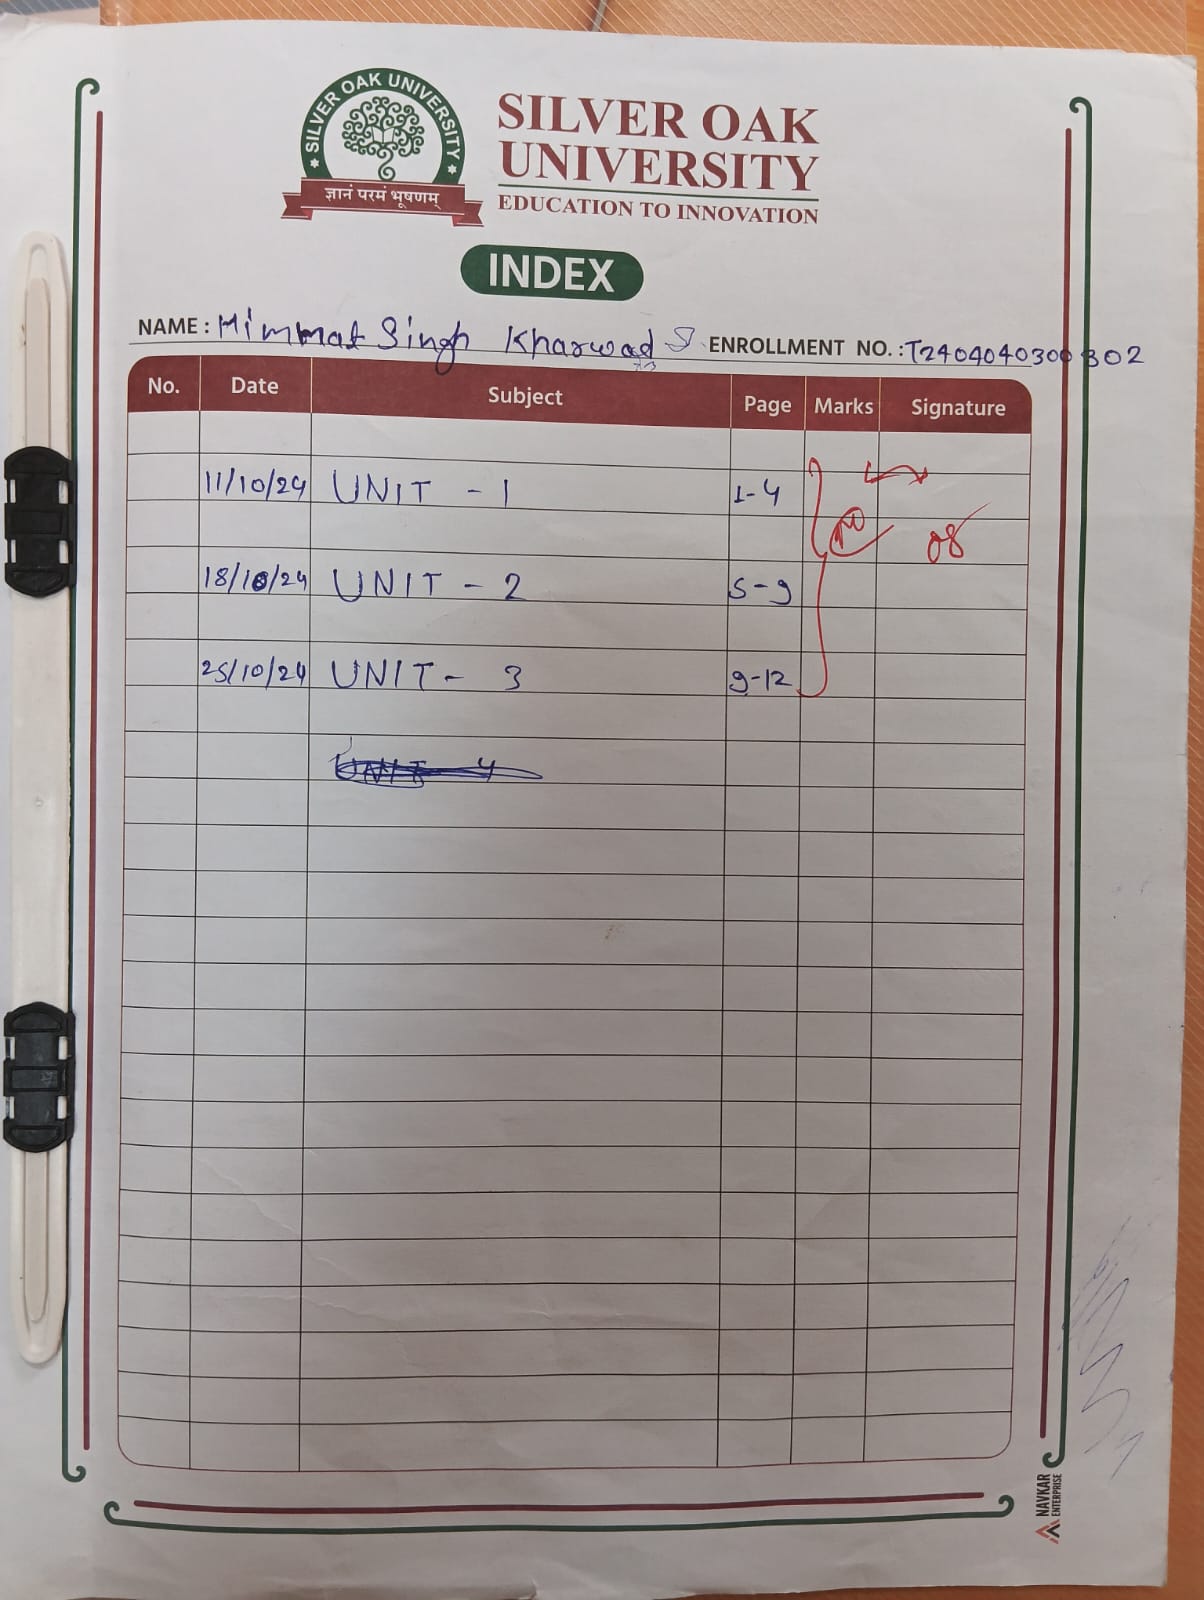 SILVER OAK UNIVERSITY
ज्ञानं परमं भूषणम्
SILVER OAK
UNIVERSITY
EDUCATION TO INNOVATION
INDEX
NAME : Himmat Singh Kharwad S. ENROLLMENT NO. : T2404040300302
No. Date Subject Page Marks Signature
11/10/24 UNIT - 1 1-4
08
18/10/24 UNIT - 2 5-9
25/10/24 UNIT - 3 9-12
UNIT 4
NAVKAR
ENTERPRISE